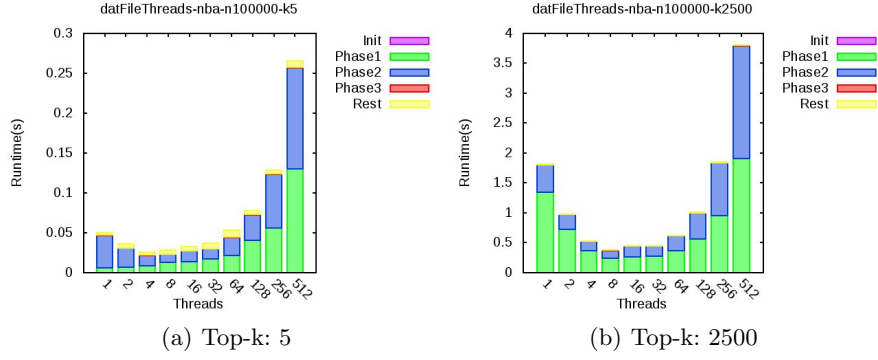 datFileThreads-nba-n100000-k5
Runtime(s)
0.3
0.25
0.2
0.15
0.1
0.05
0
1 2 4 8 16 32 64 128 256 512
Threads
Init
Phase1
Phase2
Phase3
Rest
(a) Top-k: 5
datFileThreads-nba-n100000-k2500
Runtime(s)
4
3.5
3
2.5
2
1.5
1
0.5
0
1 2 4 8 16 32 64 128 256 512
Threads
Init
Phase1
Phase2
Phase3
Rest
(b) Top-k: 2500